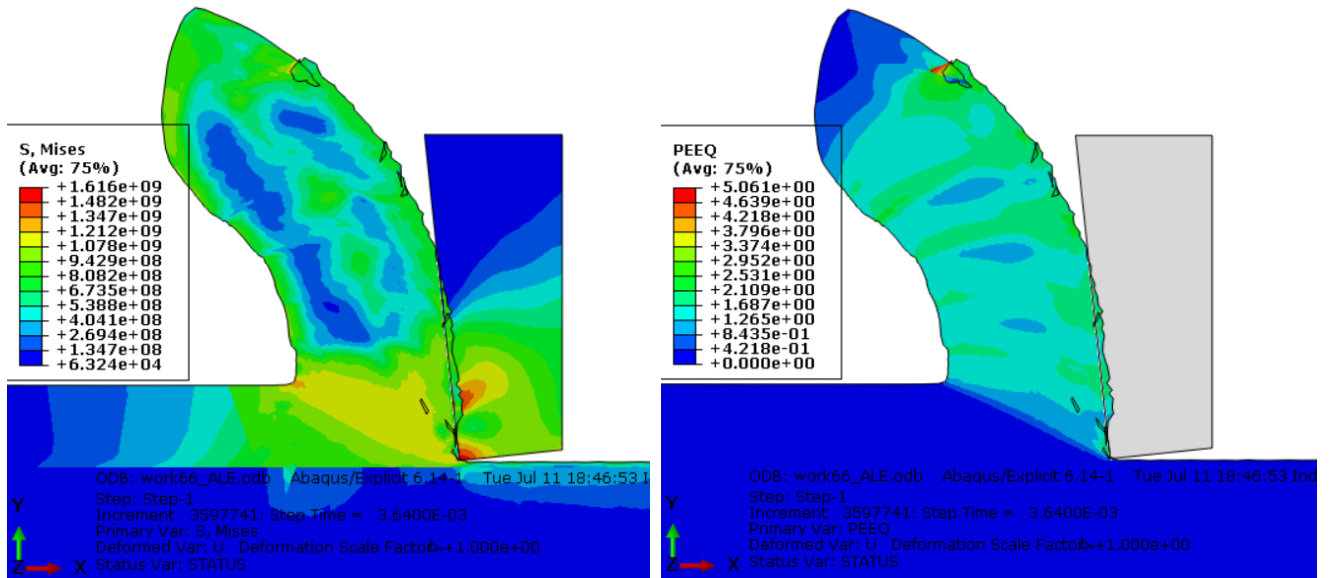 S, Mises
(Avg: 75%)
+1.616e+09
+1.482e+09
+1.347e+09
+1.212e+09
+1.078e+09
+9.429e+08
+8.082e+08
+6.735e+08
+5.388e+08
+4.041e+08
+2.694e+08
+1.347e+08
+6.324e+04
ODB: work66_ALE.odb Abaqus/Explicit 6.14-1 Tue Jul 11 18:46:53 I
Step: Step-1
Increment 3597741: Step Time = 3.6400E-03
Primary Var: S, Mises
Deformed Var: U Deformation Scale Factor: +1.000e+00
Status Var: STATUS
Y
Z X
PEEQ
(Avg: 75%)
+5.061e+00
+4.639e+00
+4.218e+00
+3.796e+00
+3.374e+00
+2.952e+00
+2.531e+00
+2.109e+00
+1.687e+00
+1.265e+00
+8.435e-01
+4.218e-01
+0.000e+00
ODB: work66_ALE.odb Abaqus/Explicit 6.14-1 Tue Jul 11 18:46:53 Ind
Step: Step-1
Increment 3597741: Step Time = 3.6400E-03
Primary Var: PEEQ
Deformed Var: U Deformation Scale Factor: +1.000e+00
Status Var: STATUS
Y
Z X